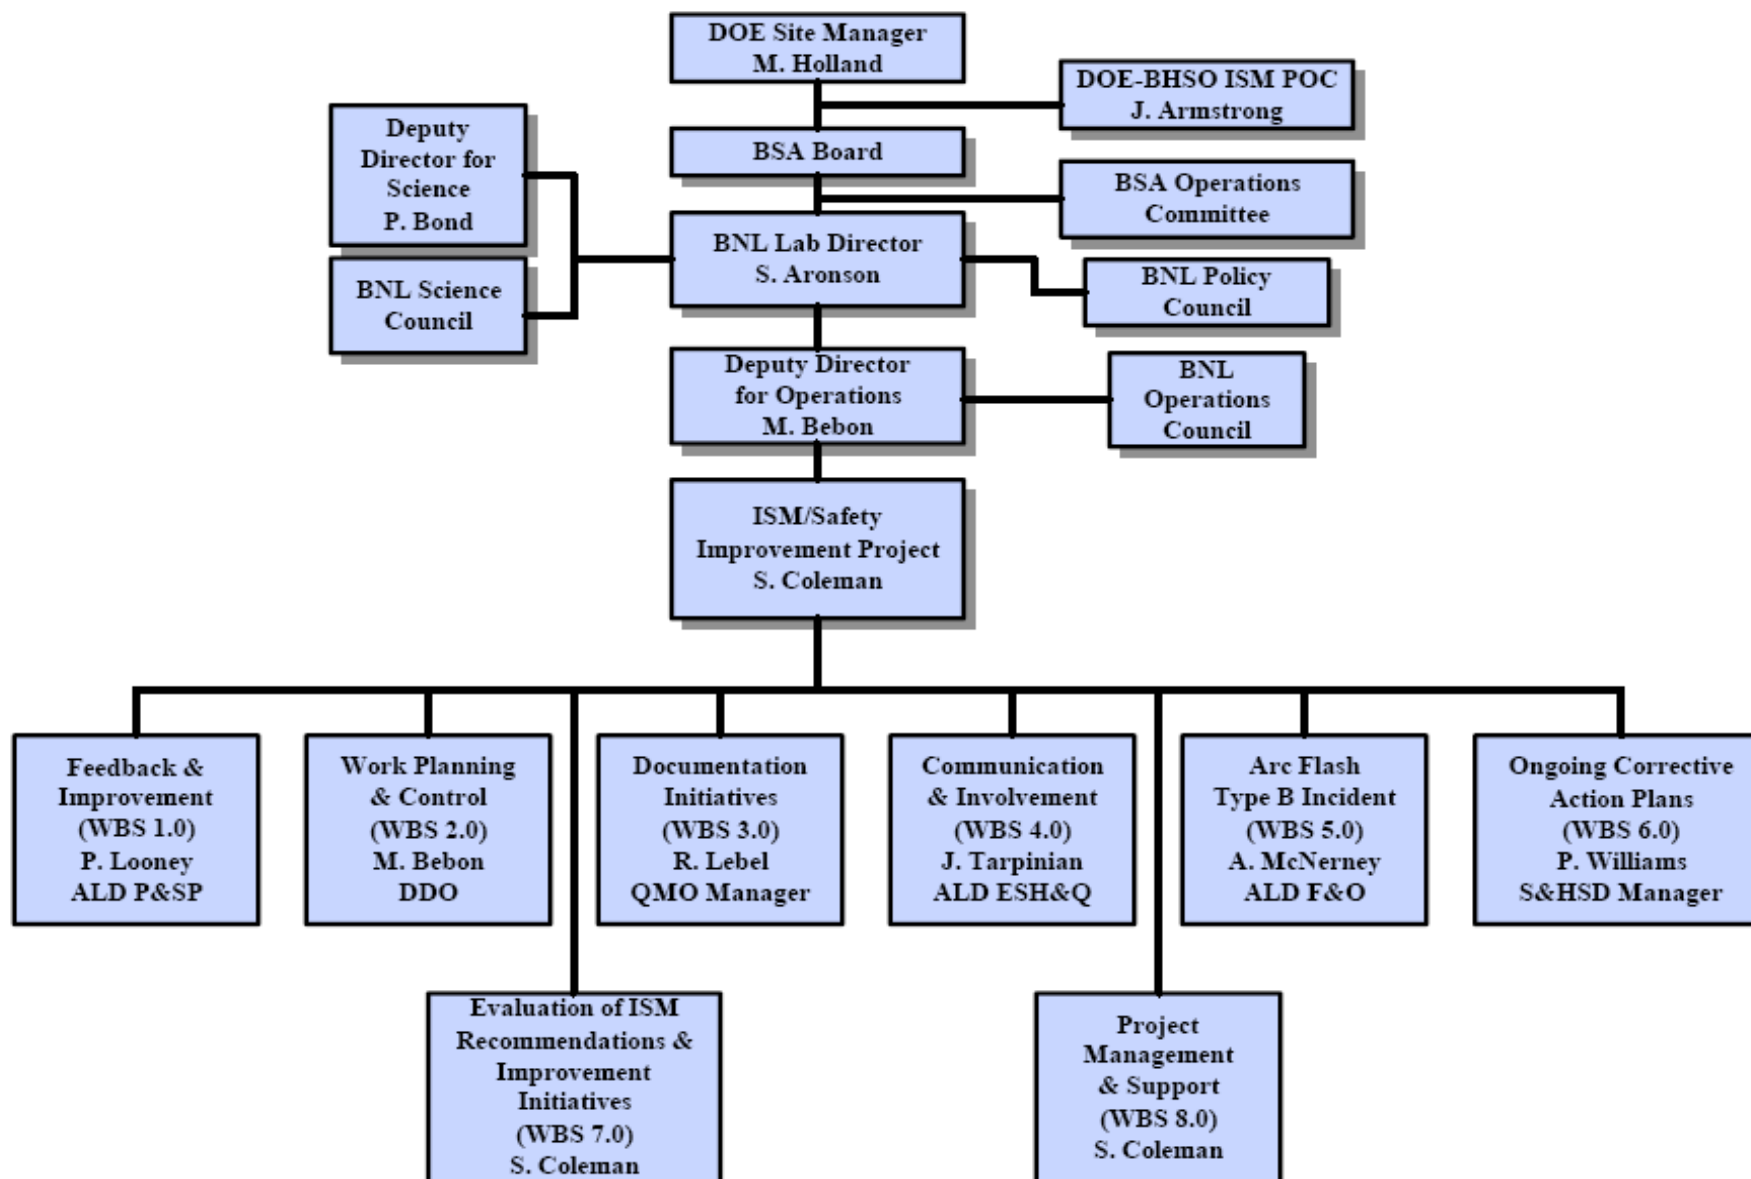 DOE Site Manager
M. Holland
DOE-BHSO ISM POC
J. Armstrong
Deputy
Director for
Science
P. Bond
BSA Board
BSA Operations
Committee
BNL Lab Director
S. Aronson
BNL Science
Council
BNL Policy
Council
Deputy Director
for Operations
M. Bebon
BNL
Operations
Council
ISM/Safety
Improvement Project
S. Coleman
Feedback &
Improvement
(WBS 1.0)
P. Looney
ALD P&SP
Work Planning
& Control
(WBS 2.0)
M. Bebon
DDO
Documentation
Initiatives
(WBS 3.0)
R. Lebel
QMO Manager
Communication
& Involvement
(WBS 4.0)
J. Tarpinian
ALD ESH&Q
Arc Flash
Type B Incident
(WBS 5.0)
A. McNerney
ALD F&O
Ongoing Corrective
Action Plans
(WBS 6.0)
P. Williams
S&HSD Manager
Evaluation of ISM
Recommendations &
Improvement
Initiatives
(WBS 7.0)
S. Coleman
Project
Management
& Support
(WBS 8.0)
S. Coleman